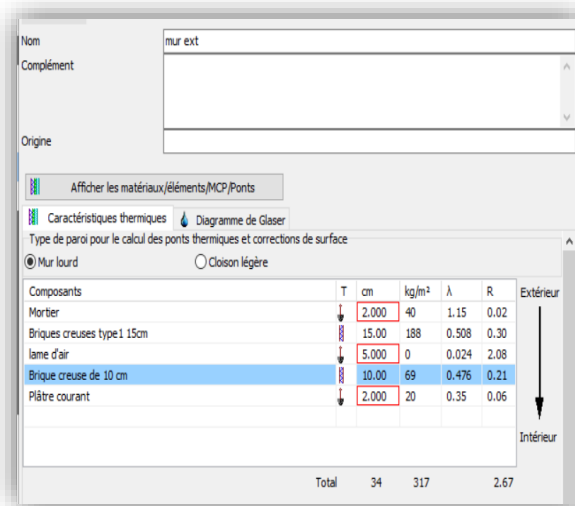 Nom mur ext
Complément
Origine
Afficher les matériaux/éléments/MCP/Ponts
Caractéristiques thermiques Diagramme de Glaser
Type de paroi pour le calcul des ponts thermiques et corrections de surface
Mur lourd Cloison légère
Composants T cm kg/m² λ R Extérieur
Mortier 2.000 40 1.15 0.02
Briques creuses type1 15cm 15.00 188 0.508 0.30
lame d'air 5.000 0 0.024 2.08
Brique creuse de 10 cm 10.00 69 0.476 0.21
Plâtre courant 2.000 20 0.35 0.06
Intérieur
Total 34 317 2.67